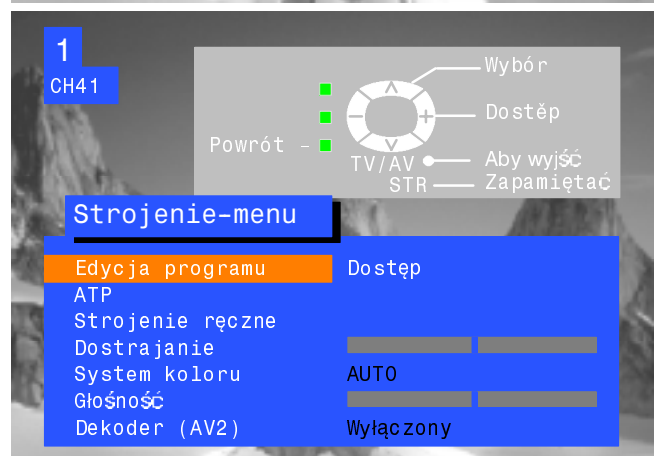 1
CH41
Wybór
Dostěp
Powrót –
TV/AV
Aby wyjść
STR
Zapamiętać
Strojenie-menu
Edycja programu Dostęp
ATP
Strojenie ręczne
Dostrajanie
System koloru AUTO
Głośność
Dekoder (AV2) Wyłączony